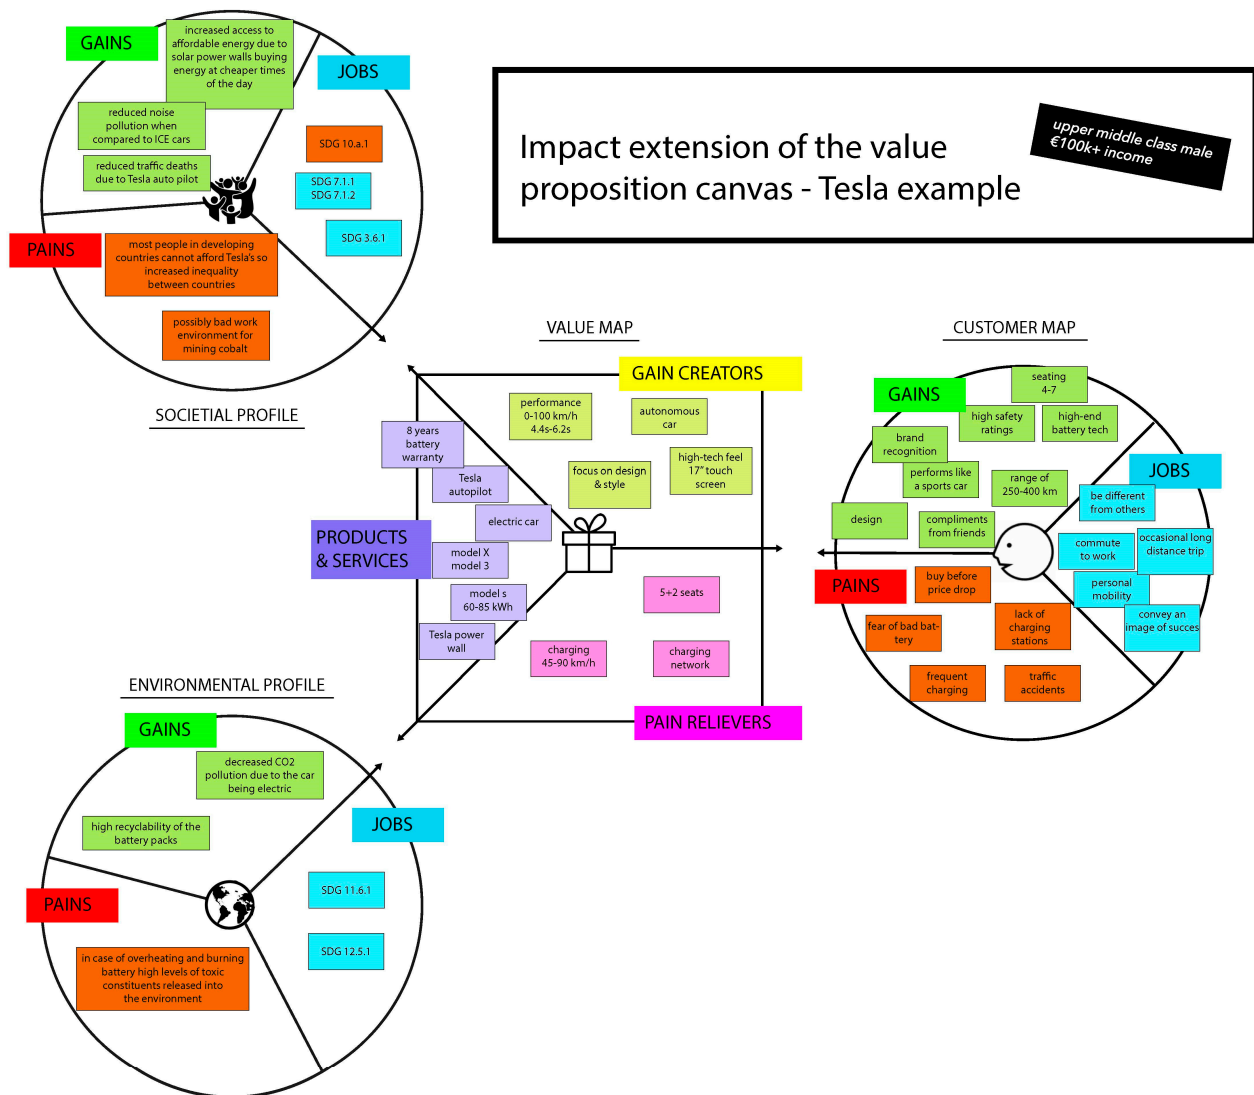 GAINS
increased access to
affordable energy due to
solar power walls buying
energy at cheaper times
of the day
reduced noise
pollution when
compared to ICE cars
reduced traffic deaths
due to Tesla auto pilot
JOBS
SDG 10.a.1
SDG 7.1.1
SDG 7.1.2
SDG 3.6.1
PAINS
most people in developing
countries cannot afford Tesla's so
increased inequality
between countries
possibly bad work
environment for
mining cobalt
SOCIETIAL PROFILE
Impact extension of the value
proposition canvas - Tesla example
upper middle class male
€100k+ income
VALUE MAP
GAIN CREATORS
performance
0-100 km/h
4.4s-6.2s
autonomous
car
focus on design
& style
high-tech feel
17" touch
screen
8 years
battery
warranty
Tesla
autopilot
electric car
PRODUCTS
& SERVICES
model X
model 3
model s
60-85 kWh
Tesla power
wall
5+2 seats
charging
45-90 km/h
charging
network
PAIN RELIEVERS
CUSTOMER MAP
GAINS
seating
4-7
high safety
ratings
high-end
battery tech
brand
recognition
performs like
a sports car
range of
250-400 km
design
compliments
from friends
JOBS
be different
from others
commute
to work
occasional long
distance trip
personal
mobility
convey an
image of succes
PAINS
buy before
price drop
fear of bad bat-
tery
lack of
charging
stations
frequent
charging
traffic
accidents
ENVIRONMENTAL PROFILE
GAINS
decreased CO2
pollution due to the car
being electric
high recyclability of the
battery packs
JOBS
SDG 11.6.1
SDG 12.5.1
PAINS
in case of overheating and burning
battery high levels of toxic
constituents released into
the environment